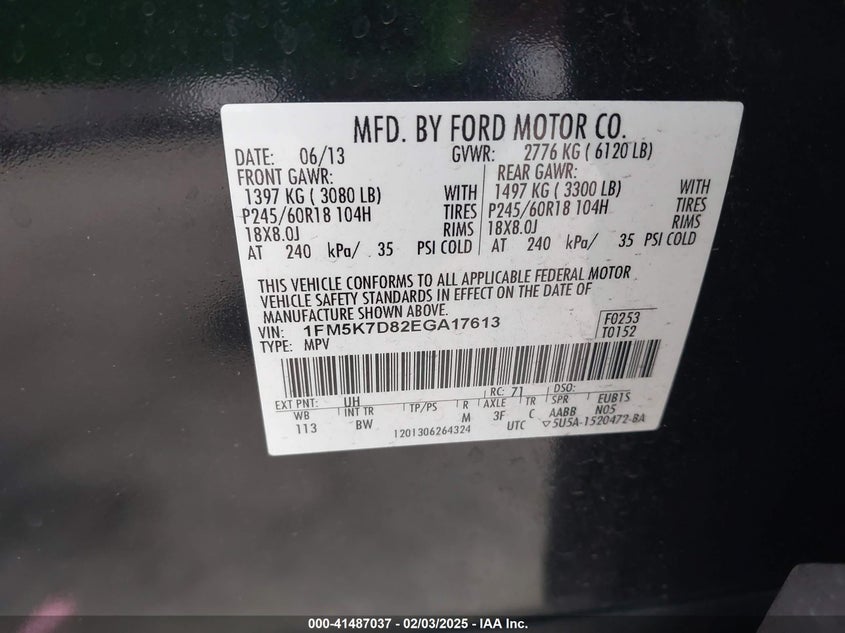 MFD. BY FORD MOTOR CO.
DATE: 06/13 GVWR: 2776 KG ( 6120 LB)
FRONT GAWR: REAR GAWR:
1397 KG ( 3080 LB) WITH 1497 KG ( 3300 LB) WITH
P245/60R18 104H TIRES P245/60R18 104H TIRES
18X8.0J RIMS 18X8.0J RIMS
AT 240 kPa/ 35 PSI COLD AT 240 kPa/ 35 PSI COLD
THIS VEHICLE CONFORMS TO ALL APPLICABLE FEDERAL MOTOR
VEHICLE SAFETY STANDARDS IN EFFECT ON THE DATE OF
MANUFACTURE SHOWN ABOVE.
VIN: 1FM5K7D82EGA17613 F0253
TYPE: MPV T0152
EXT PNT: UH RC: 71 DSO:
WB INT TR TP/PS R AXLE TR SPR EUB1S
113 BW M 3F C AABB N05
1201306264324 UTC ▽5U5A-1520472-BA
000-41487037 - 02/03/2025 - IAA Inc.